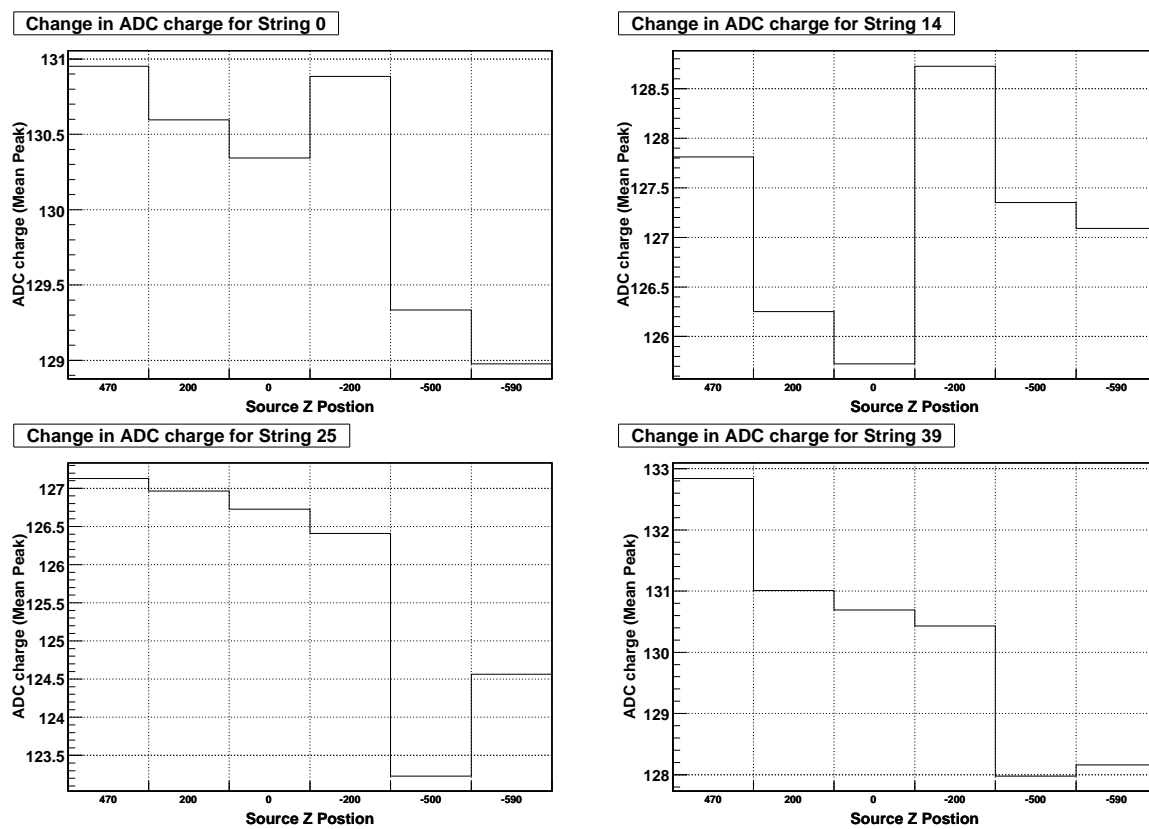 Change in ADC charge for String 0
ADC charge (Mean Peak)
131
130.5
130
129.5
129
470 200 0 -200 -500 -590
Source Z Postion
Change in ADC charge for String 14
ADC charge (Mean Peak)
128.5
128
127.5
127
126.5
126
470 200 0 -200 -500 -590
Source Z Postion
Change in ADC charge for String 25
ADC charge (Mean Peak)
127
126.5
126
125.5
125
124.5
124
123.5
470 200 0 -200 -500 -590
Source Z Postion
Change in ADC charge for String 39
ADC charge (Mean Peak)
133
132
131
130
129
128
470 200 0 -200 -500 -590
Source Z Postion